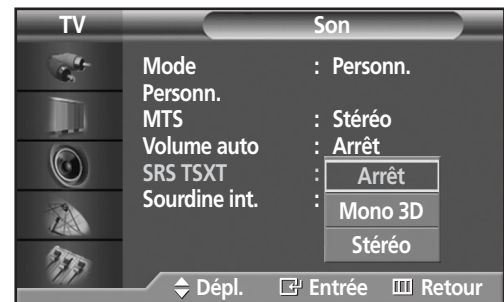 TV Son
Mode : Personn.
Personn.
MTS : Stéréo
Volume auto : Arrêt
SRS TSXT : Arrêt
Sourdine int. : Mono 3D
Stéréo
Dépl. Entrée Retour